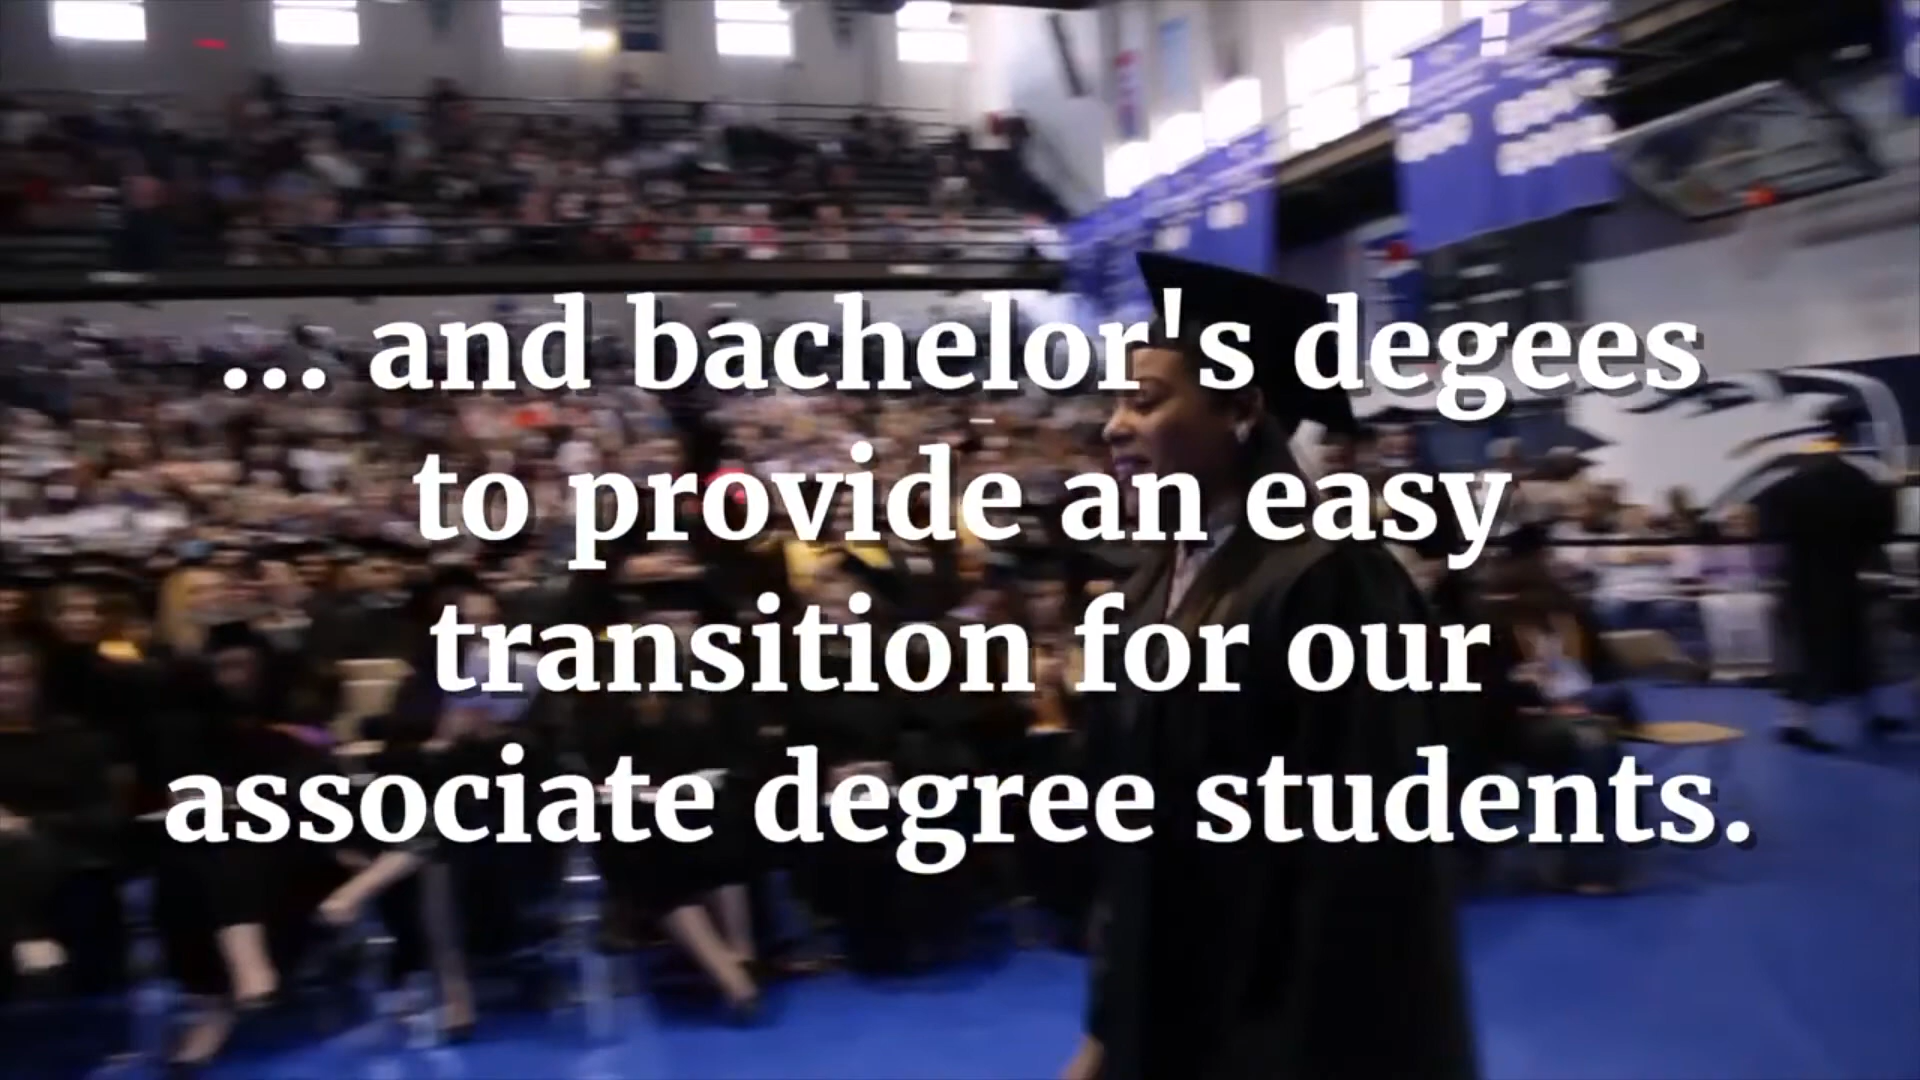 ... and bachelor's degees
to provide an easy
transition for our
associate degree students.